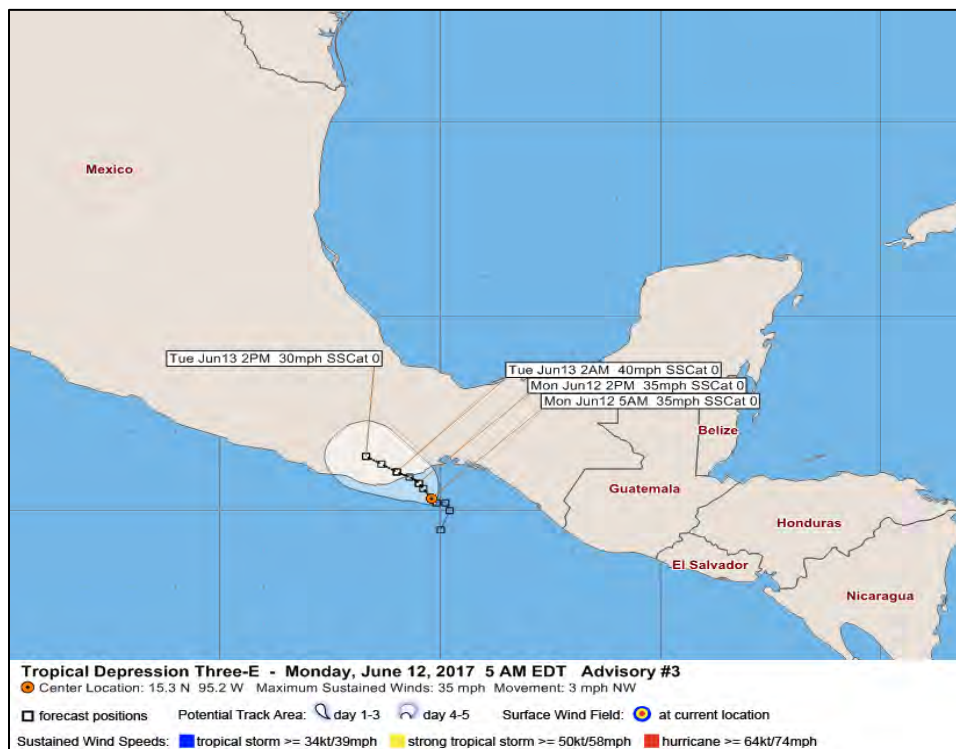 Mexico
Tue Jun13 2PM 30mph SSCat 0
Tue Jun13 2AM 40mph SSCat 0
Mon Jun12 2PM 35mph SSCat 0
Mon Jun12 5AM 35mph SSCat 0
Belize
Guatemala
Honduras
El Salvador
Nicaragua
Tropical Depression Three-E - Monday, June 12, 2017 5 AM EDT Advisory #3
Center Location: 15.3 N 95.2 W Maximum Sustained Winds: 35 mph Movement: 3 mph NW
forecast positions Potential Track Area: day 1-3 day 4-5 Surface Wind Field: at current location
Sustained Wind Speeds: tropical storm >= 34kt/39mph strong tropical storm >= 50kt/58mph hurricane >= 64kt/74mph